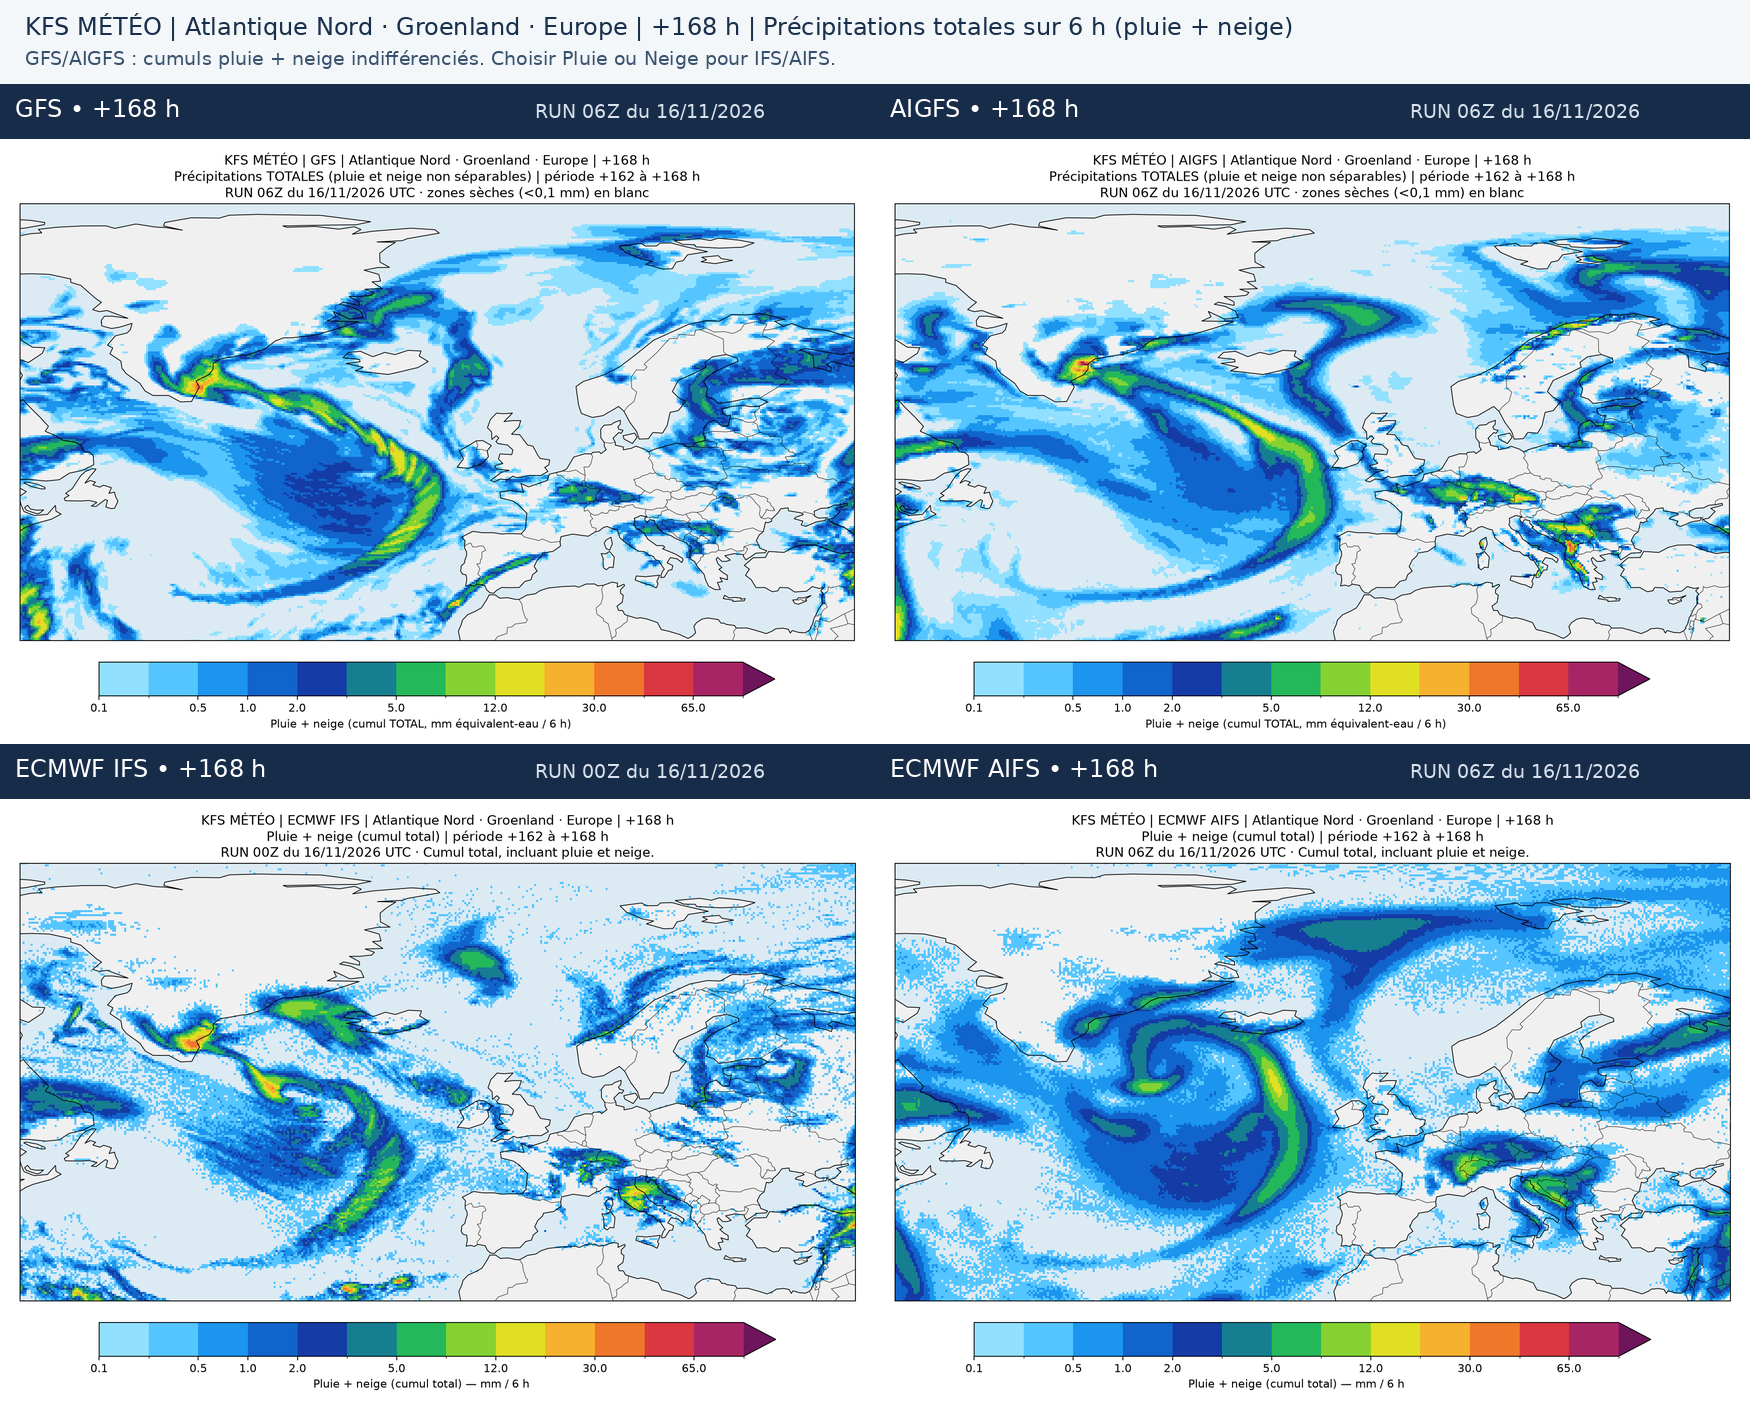 KFS MÉTÉO | Atlantique Nord · Groenland · Europe | +168 h | Précipitations totales sur 6 h (pluie + neige)
GFS/AIGFS : cumuls pluie + neige indifférenciés. Choisir Pluie ou Neige pour IFS/AIFS.
GFS • +168 h
RUN 06Z du 16/11/2026
KFS MÉTÉO | GFS | Atlantique Nord · Groenland · Europe | +168 h
Précipitations TOTALES (pluie et neige non séparables) | période +162 à +168 h
RUN 06Z du 16/11/2026 UTC · zones sèches (<0,1 mm) en blanc
0.1 0.5 1.0 2.0 5.0 12.0 30.0 65.0
Pluie + neige (cumul TOTAL, mm équivalent-eau / 6 h)
AIGFS • +168 h
RUN 06Z du 16/11/2026
KFS MÉTÉO | AIGFS | Atlantique Nord · Groenland · Europe | +168 h
Précipitations TOTALES (pluie et neige non séparables) | période +162 à +168 h
RUN 06Z du 16/11/2026 UTC · zones sèches (<0,1 mm) en blanc
0.1 0.5 1.0 2.0 5.0 12.0 30.0 65.0
Pluie + neige (cumul TOTAL, mm équivalent-eau / 6 h)
ECMWF IFS • +168 h
RUN 00Z du 16/11/2026
KFS MÉTÉO | ECMWF IFS | Atlantique Nord · Groenland · Europe | +168 h
Pluie + neige (cumul total) | période +162 à +168 h
RUN 00Z du 16/11/2026 UTC · Cumul total, incluant pluie et neige.
0.1 0.5 1.0 2.0 5.0 12.0 30.0 65.0
Pluie + neige (cumul total) — mm / 6 h
ECMWF AIFS • +168 h
RUN 06Z du 16/11/2026
KFS MÉTÉO | ECMWF AIFS | Atlantique Nord · Groenland · Europe | +168 h
Pluie + neige (cumul total) | période +162 à +168 h
RUN 06Z du 16/11/2026 UTC · Cumul total, incluant pluie et neige.
0.1 0.5 1.0 2.0 5.0 12.0 30.0 65.0
Pluie + neige (cumul total) — mm / 6 h